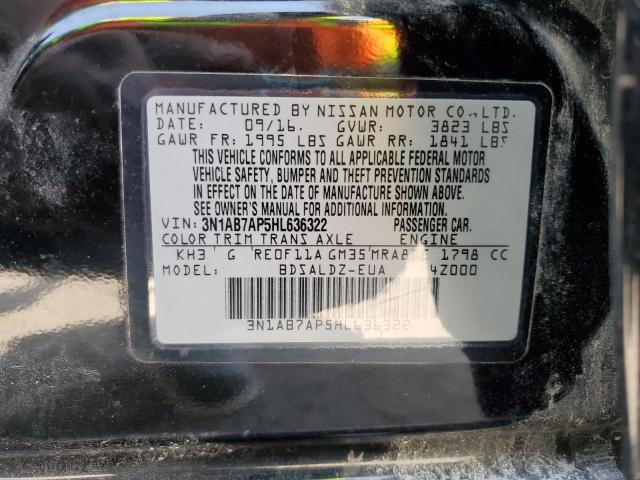 MANUFACTURED BY NISSAN MOTOR CO., LTD.
DATE: 09/16. GVWR: 3823 LBS
GAWR FR: 1995 LBS GAWR RR: 1841 LBS
THIS VEHICLE CONFORMS TO ALL APPLICABLE FEDERAL MOTOR
VEHICLE SAFETY, BUMPER AND THEFT PREVENTION STANDARDS
IN EFFECT ON THE DATE OF MANUFACTURE SHOWN ABOVE.
SEE OWNER'S MANUAL FOR ADDITIONAL INFORMATION.
VIN: 3N1AB7AP5HL636322 PASSENGER CAR.
COLOR TRIM TRANS AXLE ENGINE
KH3 G RE0F11A GM35 1798 CC
MODEL: BDSALDZ-EUA
3N1AB7AP5HL636322